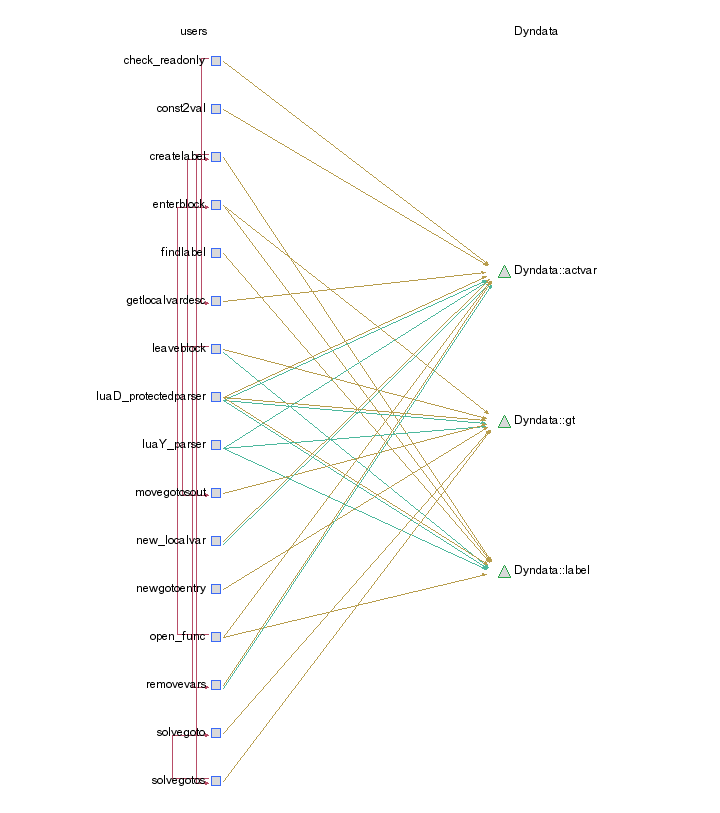 users
Dyndata
check_readonly
const2val
createlabel
enterblock
findlabel
getlocalvardesc
Dyndata::actvar
leaveblock
luaD_protectedparser
Dyndata::gt
luaY_parser
movegotosout
new_localvar
Dyndata::label
newgotoentry
open_func
removevars
solvegoto
solvegotos